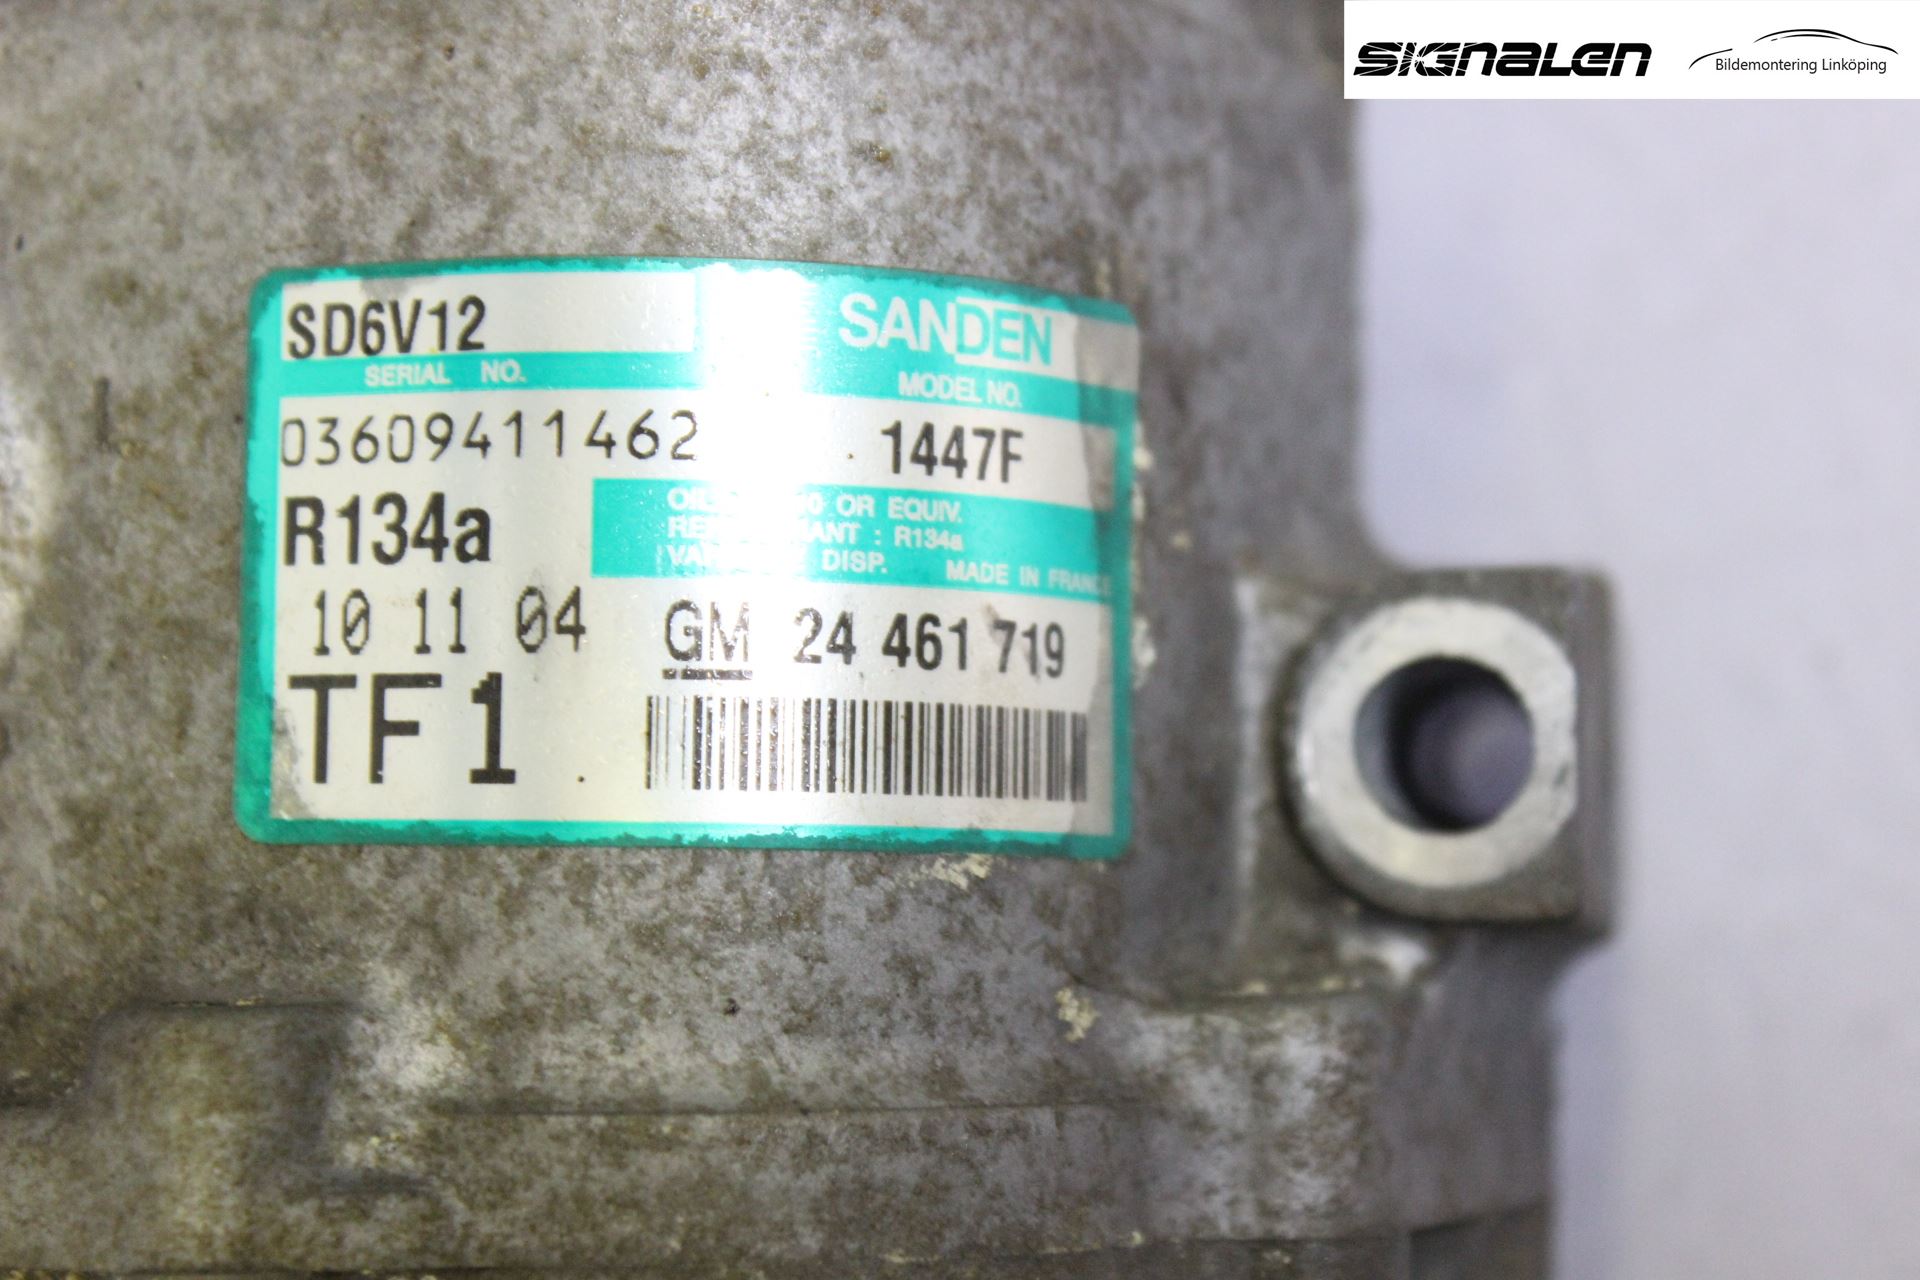 SIGNALEN
Bildemontering Linköping
SD6V12
SANDEN
SERIAL NO.
MODEL NO.
03609411462
1447F
R134a
OR EQUIV.
: R134a
DISP. MADE IN FRANCE
10 11 04
GM 24 461 719
TF1